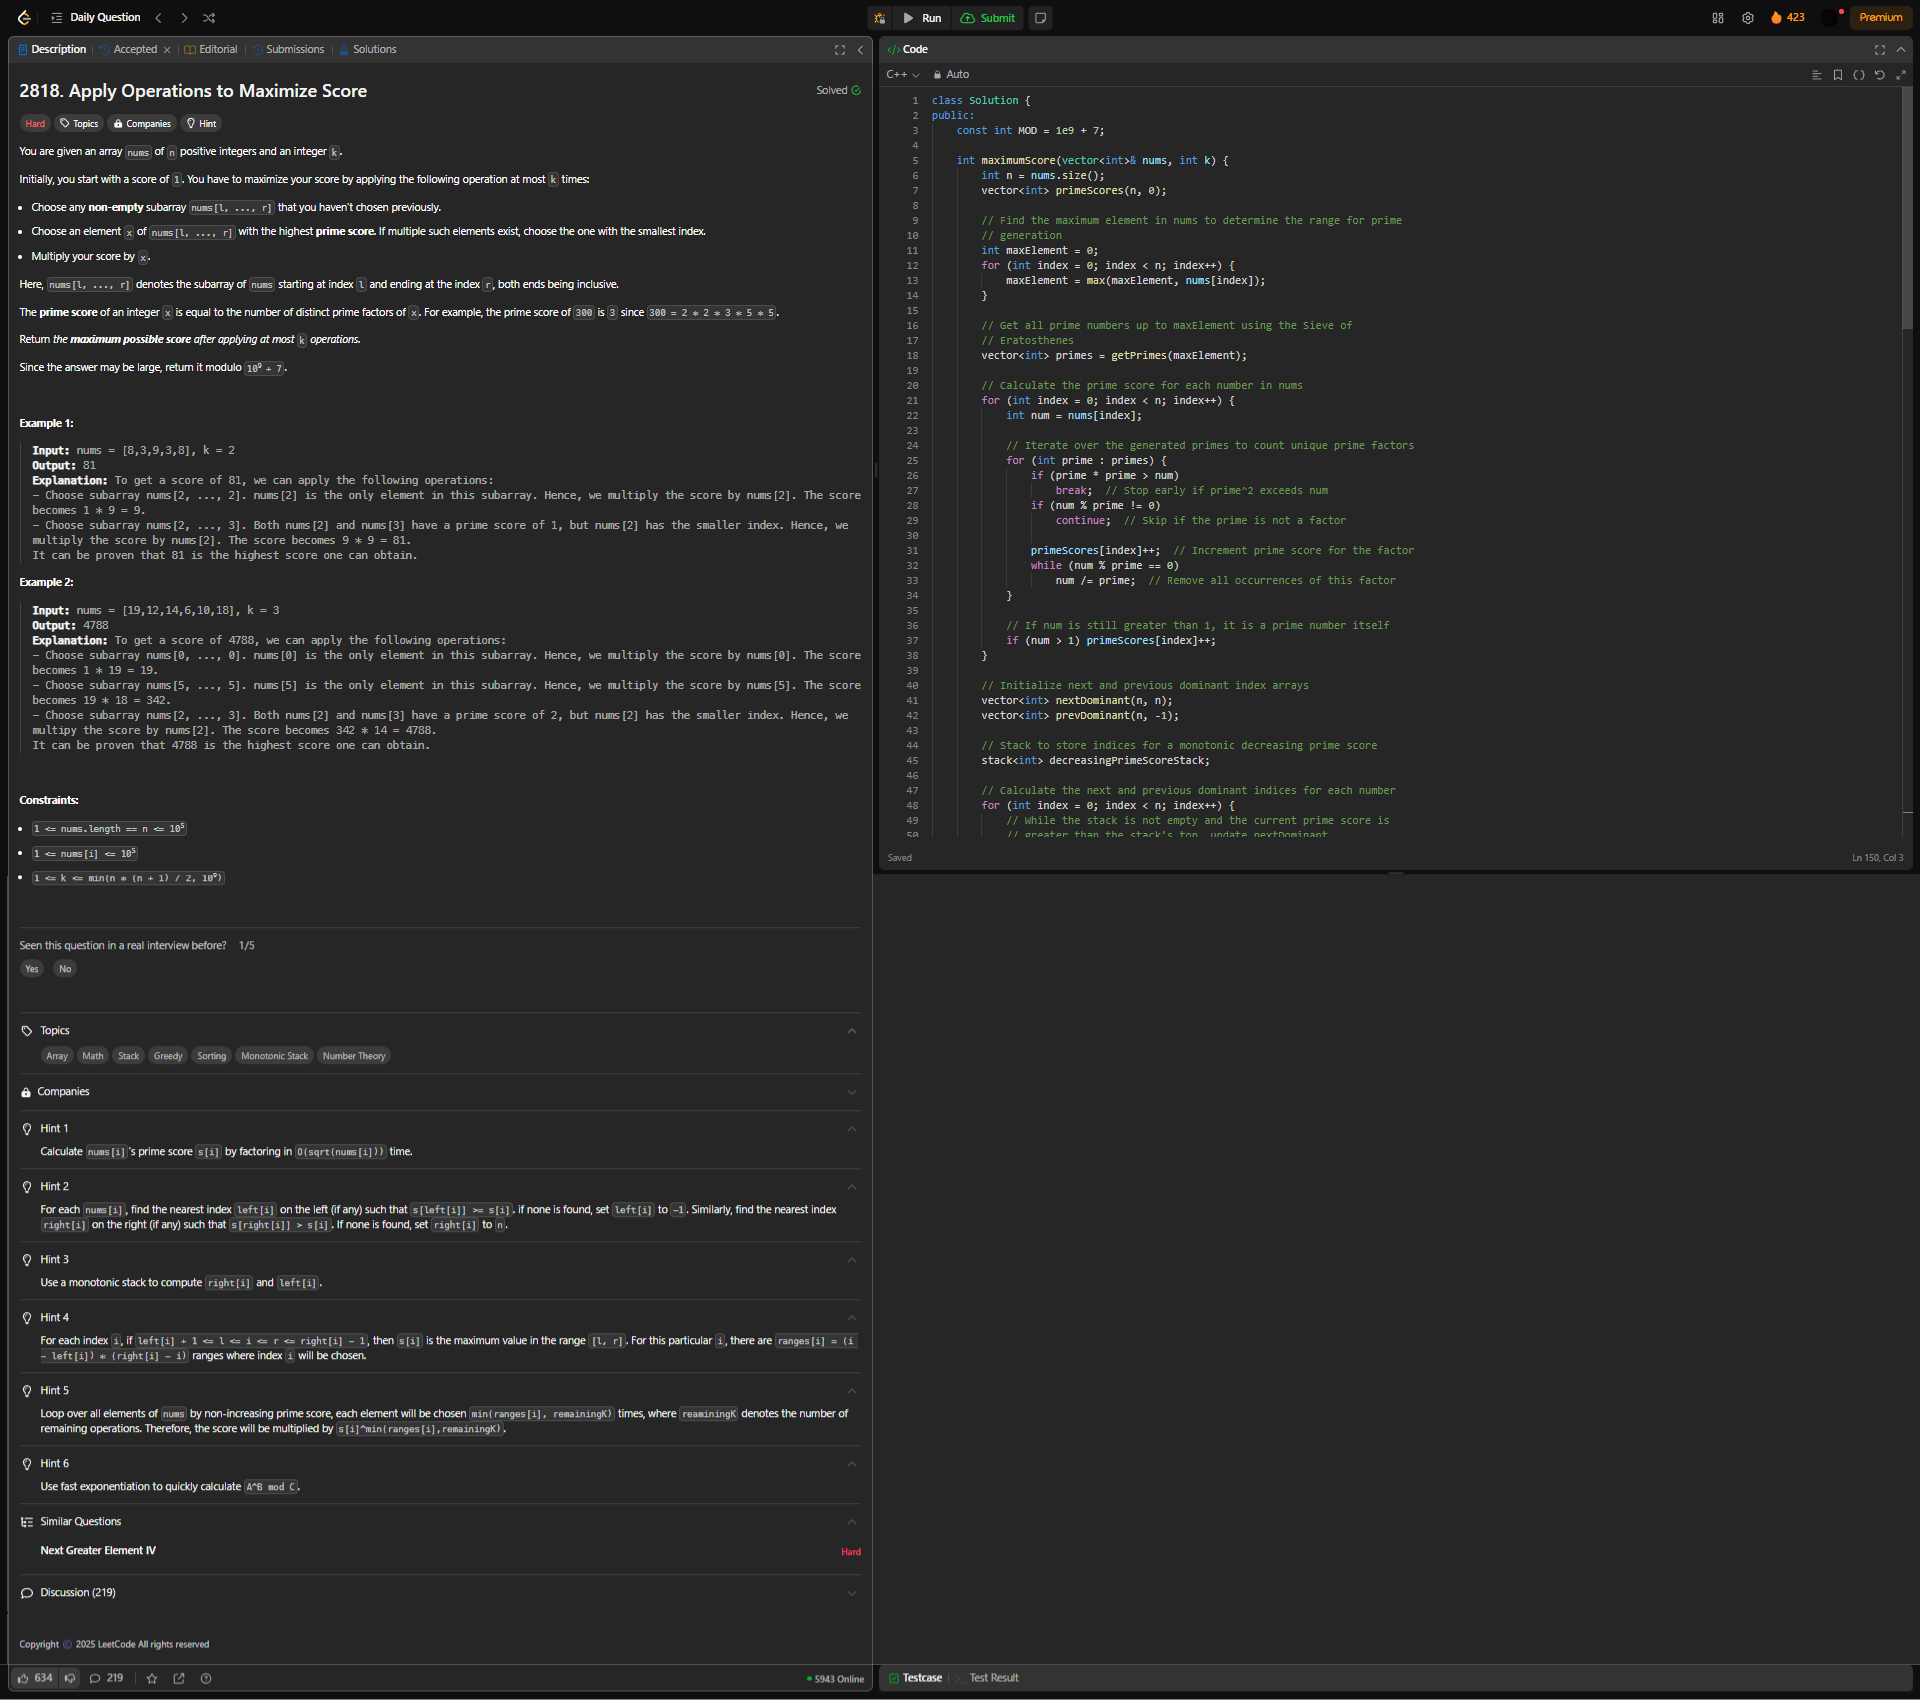 Daily Question
Run
Submit
423
Premium
Description
Accepted
Editorial
Submissions
Solutions
2818. Apply Operations to Maximize Score
Solved
Hard
Topics
Companies
Hint
You are given an array nums of n positive integers and an integer k.
Initially, you start with a score of 1. You have to maximize your score by applying the following operation at most k times:
• Choose any non-empty subarray nums[l, ..., r] that you haven't chosen previously.
• Choose an element x of nums[l, ..., r] with the highest prime score. If multiple such elements exist, choose the one with the smallest index.
• Multiply your score by x.
Here, nums[l, ..., r] denotes the subarray of nums starting at index l and ending at the index r, both ends being inclusive.
The prime score of an integer x is equal to the number of distinct prime factors of x. For example, the prime score of 300 is 3 since 300 = 2 * 2 * 3 * 5 * 5.
Return the maximum possible score after applying at most k operations.
Since the answer may be large, return it modulo 10⁹ + 7.
Example 1:
Input: nums = [8,3,9,3,8], k = 2
Output: 81
Explanation: To get a score of 81, we can apply the following operations:
- Choose subarray nums[2, ..., 2]. nums[2] is the only element in this subarray. Hence, we multiply the score by nums[2]. The score
becomes 1 * 9 = 9.
- Choose subarray nums[2, ..., 3]. Both nums[2] and nums[3] have a prime score of 1, but nums[2] has the smaller index. Hence, we
multiply the score by nums[2]. The score becomes 9 * 9 = 81.
It can be proven that 81 is the highest score one can obtain.
Example 2:
Input: nums = [19,12,14,6,10,18], k = 3
Output: 4788
Explanation: To get a score of 4788, we can apply the following operations:
- Choose subarray nums[0, ..., 0]. nums[0] is the only element in this subarray. Hence, we multiply the score by nums[0]. The score
becomes 1 * 19 = 19.
- Choose subarray nums[5, ..., 5]. nums[5] is the only element in this subarray. Hence, we multiply the score by nums[5]. The score
becomes 19 * 18 = 342.
- Choose subarray nums[2, ..., 3]. Both nums[2] and nums[3] have a prime score of 2, but nums[2] has the smaller index. Hence, we
multipy the score by nums[2]. The score becomes 342 * 14 = 4788.
It can be proven that 4788 is the highest score one can obtain.
Constraints:
• 1 <= nums.length == n <= 10⁵
• 1 <= nums[i] <= 10⁵
• 1 <= k <= min(n * (n + 1) / 2, 10⁹)
Seen this question in a real interview before? 1/5
Yes No
Topics
Array Math Stack Greedy Sorting Monotonic Stack Number Theory
Companies
Hint 1
Calculate nums[i]'s prime score s[i] by factoring in O(sqrt(nums[i])) time.
Hint 2
For each nums[i], find the nearest index left[i] on the left (if any) such that s[left[i]] >= s[i]. if none is found, set left[i] to -1. Similarly, find the nearest index
right[i] on the right (if any) such that s[right[i]] > s[i]. If none is found, set right[i] to n.
Hint 3
Use a monotonic stack to compute right[i] and left[i].
Hint 4
For each index i, if left[i] + 1 <= l <= i <= r <= right[i] - 1, then s[i] is the maximum value in the range [l, r]. For this particular i, there are ranges[i] = (i
- left[i]) * (right[i] - i) ranges where index i will be chosen.
Hint 5
Loop over all elements of nums by non-increasing prime score, each element will be chosen min(ranges[i], remainingK) times, where reaminingK denotes the number of
remaining operations. Therefore, the score will be multiplied by s[i]^min(ranges[i],remainingK).
Hint 6
Use fast exponentiation to quickly calculate A^B mod C.
Similar Questions
Next Greater Element IV
Hard
Discussion (219)
Copyright © 2025 LeetCode All rights reserved
634
219
5943 Online
Code
C++
Auto
1 class Solution {
2 public:
3 const int MOD = 1e9 + 7;
4
5 int maximumScore(vector<int>& nums, int k) {
6 int n = nums.size();
7 vector<int> primeScores(n, 0);
8
9 // Find the maximum element in nums to determine the range for prime
10 // generation
11 int maxElement = 0;
12 for (int index = 0; index < n; index++) {
13 maxElement = max(maxElement, nums[index]);
14 }
15
16 // Get all prime numbers up to maxElement using the Sieve of
17 // Eratosthenes
18 vector<int> primes = getPrimes(maxElement);
19
20 // Calculate the prime score for each number in nums
21 for (int index = 0; index < n; index++) {
22 int num = nums[index];
23
24 // Iterate over the generated primes to count unique prime factors
25 for (int prime : primes) {
26 if (prime * prime > num)
27 break; // Stop early if prime^2 exceeds num
28 if (num % prime != 0)
29 continue; // Skip if the prime is not a factor
30
31 primeScores[index]++; // Increment prime score for the factor
32 while (num % prime == 0)
33 num /= prime; // Remove all occurrences of this factor
34 }
35
36 // If num is still greater than 1, it is a prime number itself
37 if (num > 1) primeScores[index]++;
38 }
39
40 // Initialize next and previous dominant index arrays
41 vector<int> nextDominant(n, n);
42 vector<int> prevDominant(n, -1);
43
44 // Stack to store indices for a monotonic decreasing prime score
45 stack<int> decreasingPrimeScoreStack;
46
47 // Calculate the next and previous dominant indices for each number
48 for (int index = 0; index < n; index++) {
49 // While the stack is not empty and the current prime score is
50 // greater than the stack's top, update nextDominant
Saved
Ln 150, Col 3
Testcase
Test Result